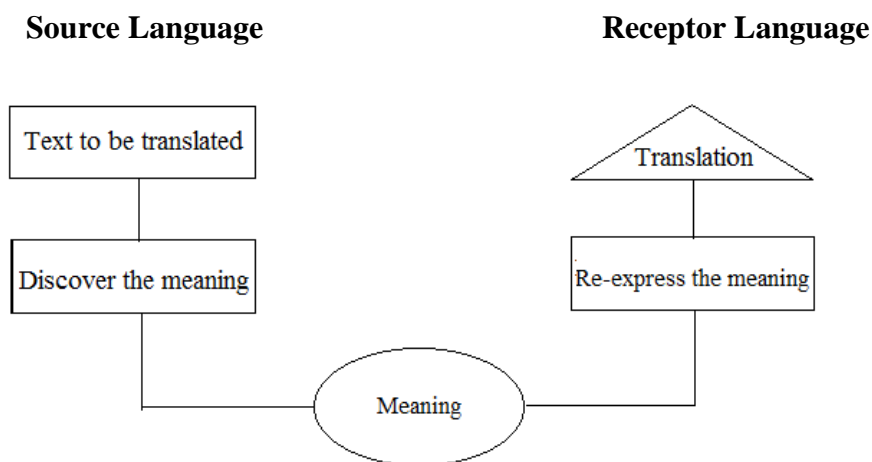 Source Language
Receptor Language
Text to be translated
Translation
Discover the meaning
Re-express the meaning
Meaning